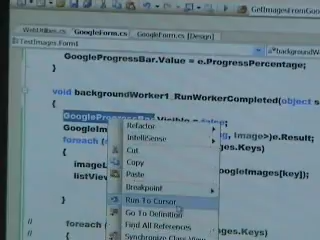 GetImagesFromGoo
WebUtilities.cs GoogleForm.cs GoogleForm.cs [Design]
TestImages.Form1
backgroundW
GoogleProgressBar.Value = e.ProgressPercentage;
}
void backgroundWorker1_RunWorkerCompleted(object s
{
GoogleProgressBar.Visible = false;
GoogleIm , Image>)e.Result;
foreach ges.Keys)
{
imageL ogleImages[key]);
listView
}
foreach ges.Keys)
{
Refactor
IntelliSense
Cut
Copy
Paste
Breakpoint
Run To Cursor
Go To Definition
Find All References
Synchronize Class View